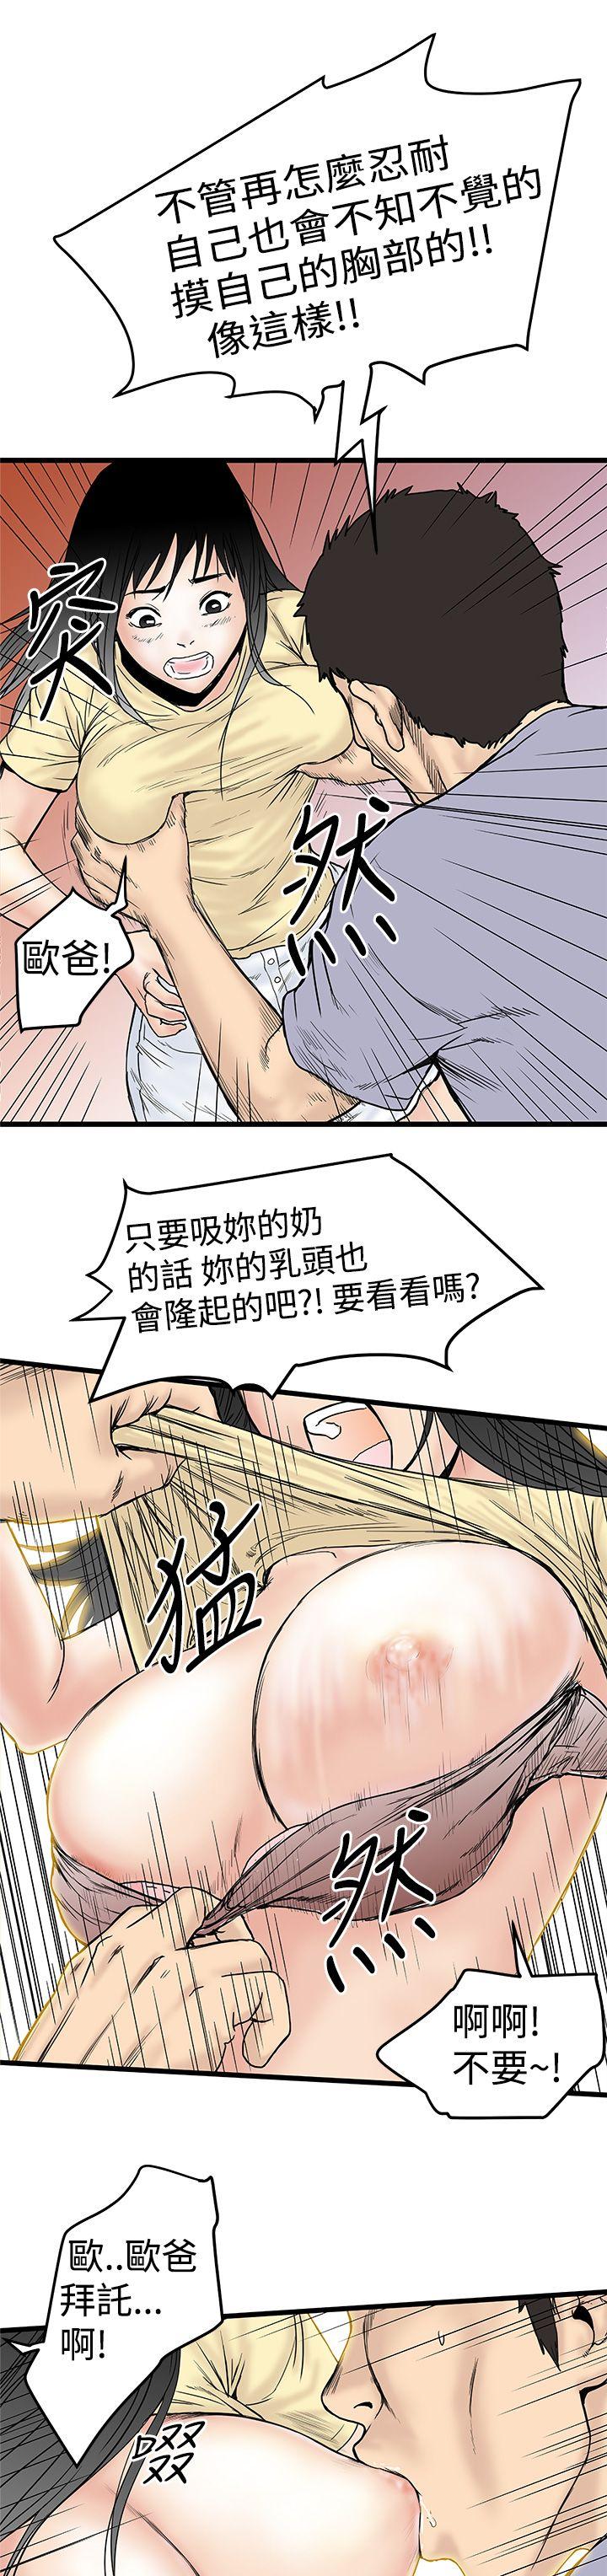 不管再怎麼忍耐
自己也會不知不覺的
摸自己的胸部的!!
像這樣!!
突
然
歐爸!
只要吸妳的奶
的話 妳的乳頭也
會隆起的吧?! 要看看嗎?
猛
然
啊啊!
不要~!
歐..歐爸
拜託...
啊!
啜
啜